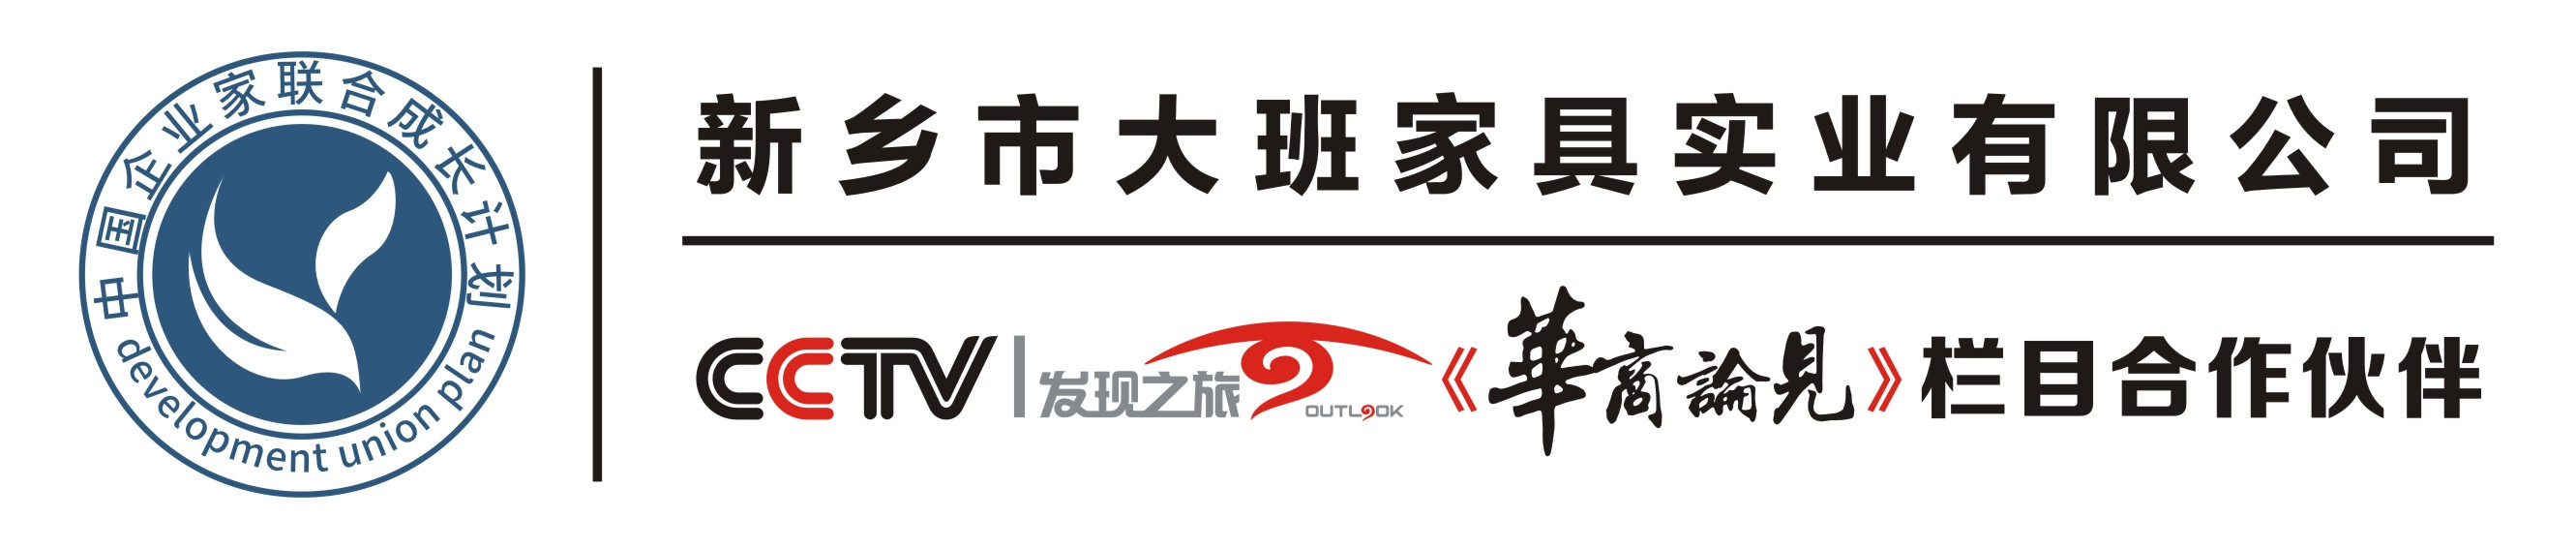 中国企业家联合成长计划
development union plan
新乡市大班家具实业有限公司
CCTV 发现之旅 OUTLOOK 《華商論見》栏目合作伙伴